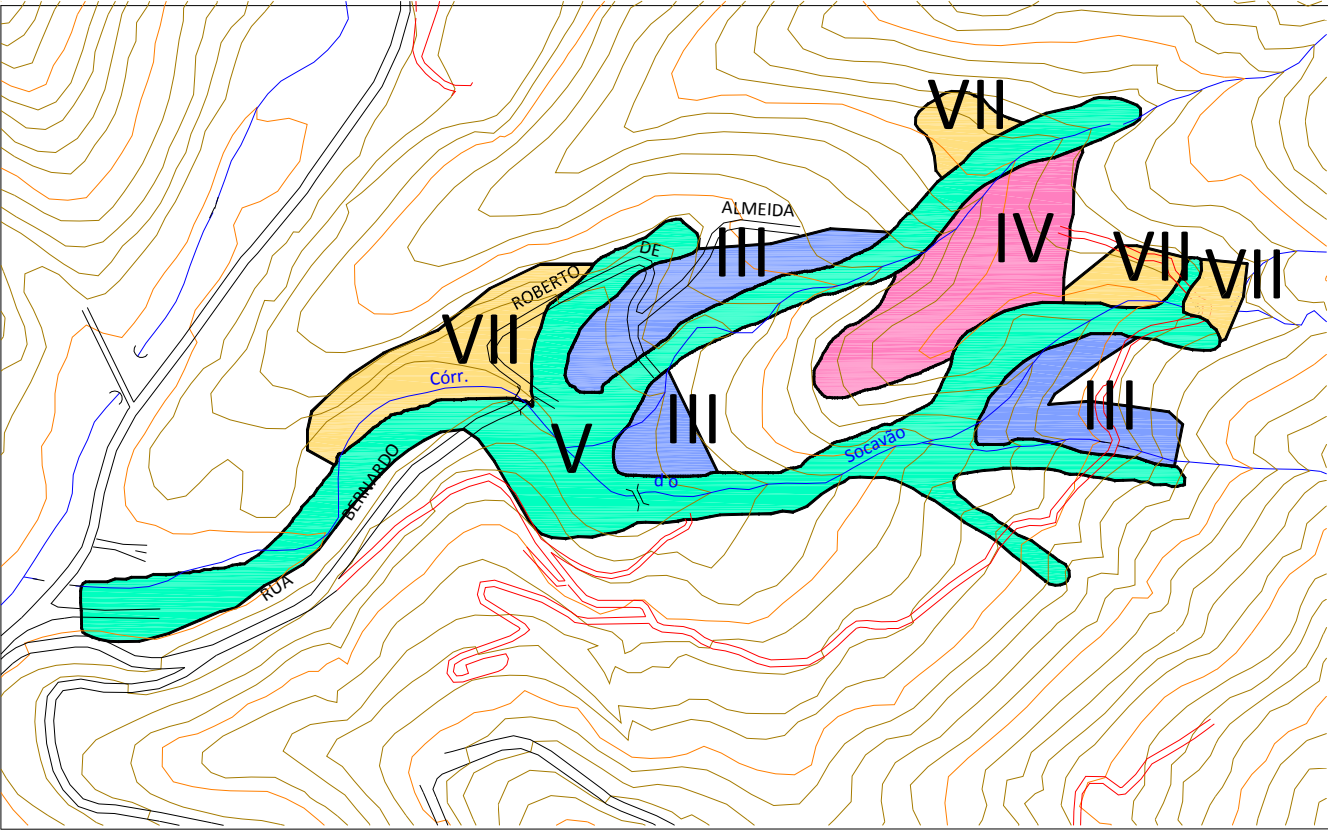 VII
ALMEIDA
DE
III
IV
VII
VII
ROBERTO
VII
Córr.
III
III
V
Socavão
do
BERNARDO
RUA